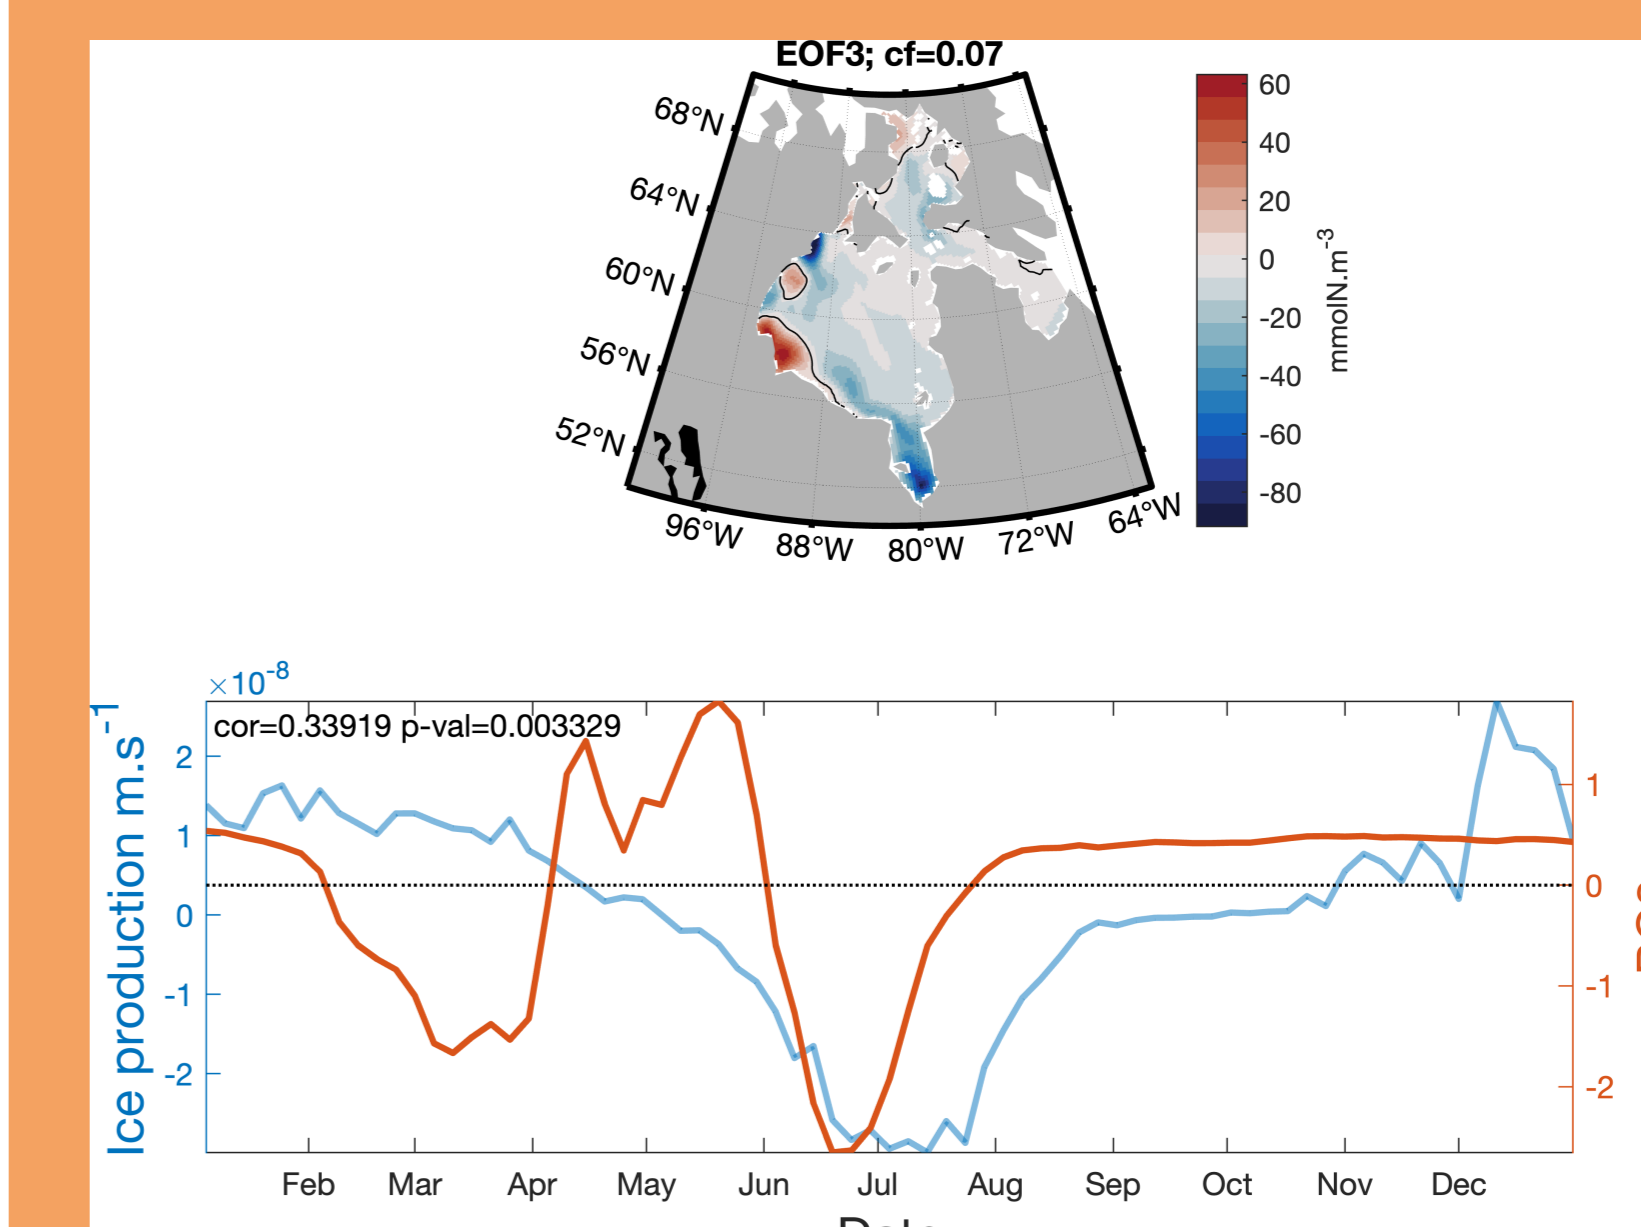 EOF3; cf=0.07
68°N
64°N
60°N
56°N
52°N
96°W
88°W
80°W
72°W
64°W
60
40
20
0
-20
-40
-60
-80
mmolN.m-3
×10-8
cor=0.33919 p-val=0.003329
Ice production m.s-1
2
1
0
-1
-2
1
0
-1
-2
Feb Mar Apr May Jun Jul Aug Sep Oct Nov Dec